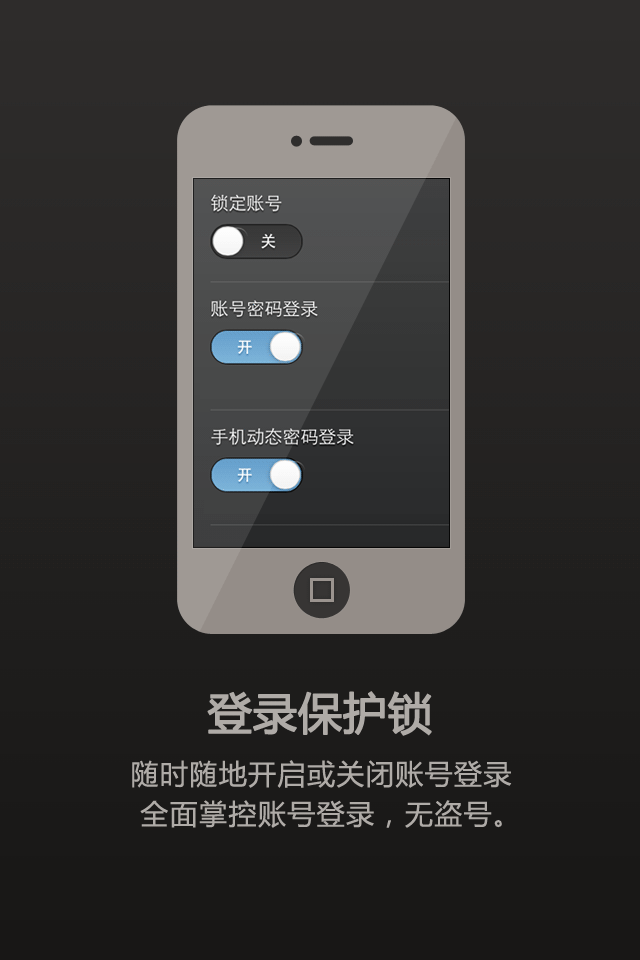 锁定账号
关
账号密码登录
开
手机动态密码登录
开
登录保护锁
随时随地开启或关闭账号登录
全面掌控账号登录，无盗号。